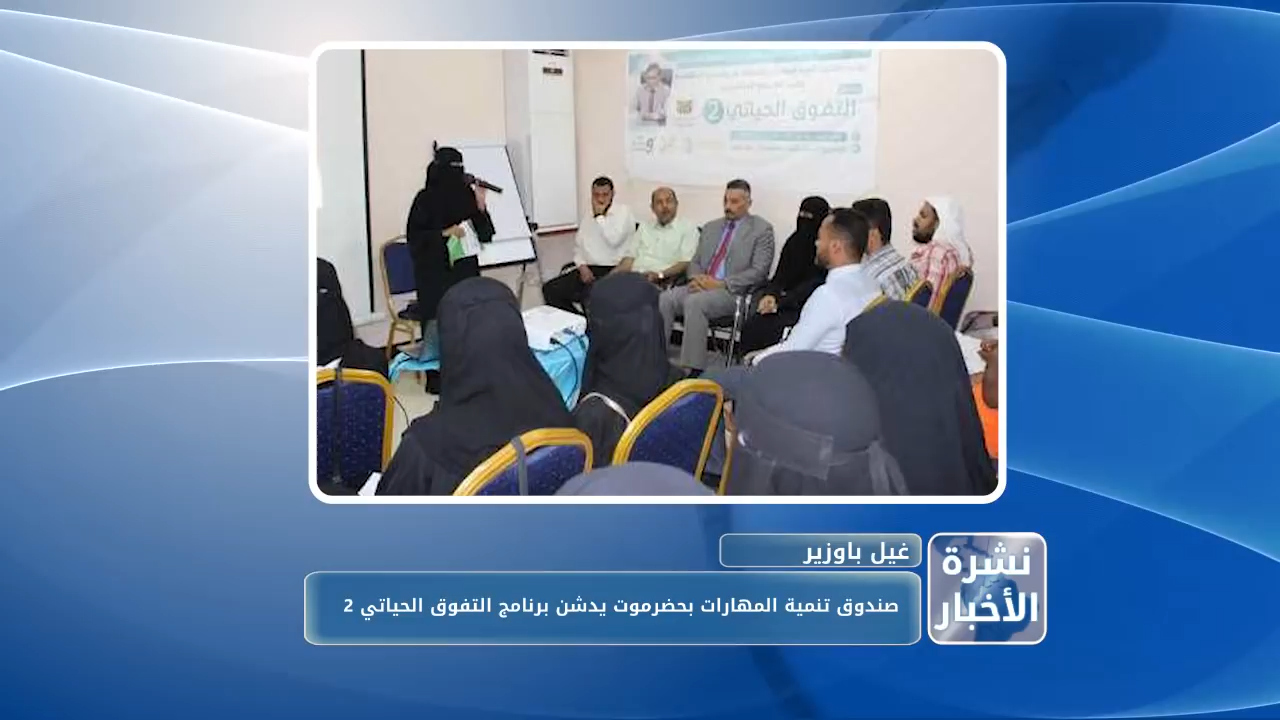 التفوق الحياتي 2
غيل باوزير
صندوق تنمية المهارات بحضرموت يدشن برنامج التفوق الحياتي 2
نشرة
الأخبار